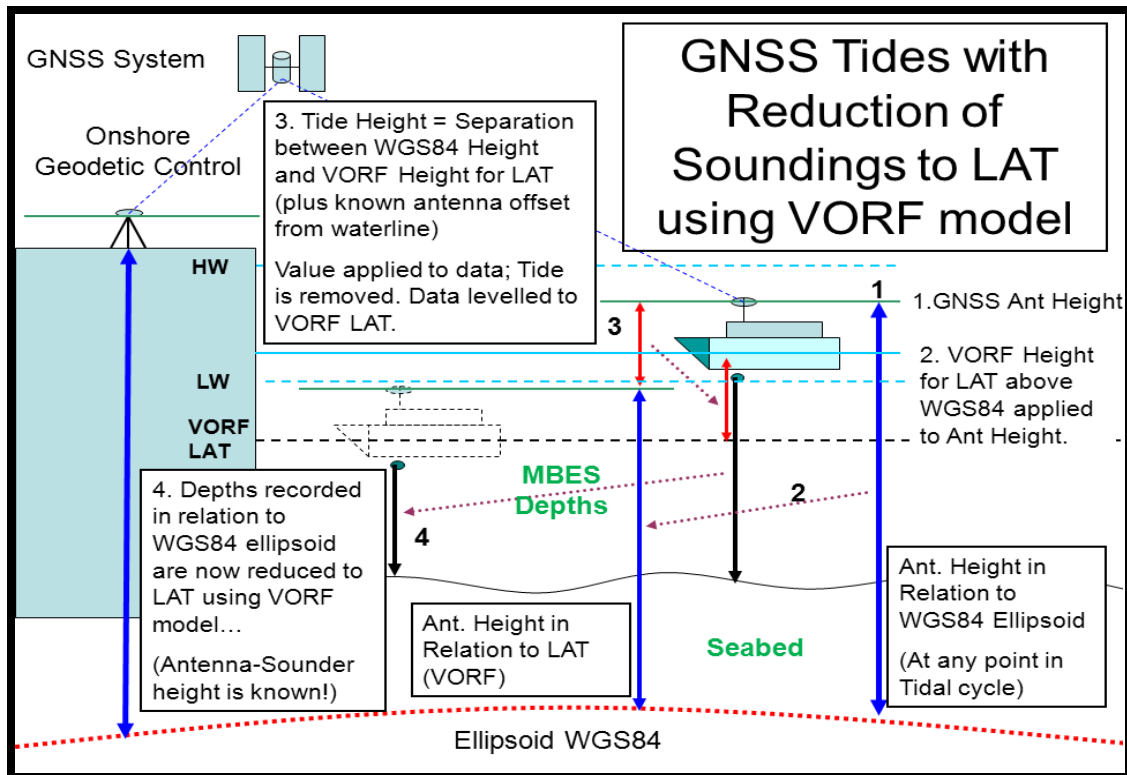 GNSS Tides with
Reduction of
Soundings to LAT
using VORF model
GNSS System
Onshore
Geodetic Control
3. Tide Height = Separation
between WGS84 Height
and VORF Height for LAT
(plus known antenna offset
from waterline)
Value applied to data; Tide
is removed. Data levelled to
VORF LAT.
HW
1
1.GNSS Ant Height
3
2. VORF Height
for LAT above
WGS84 applied
to Ant Height.
LW
VORF
LAT
MBES
Depths
2
4
4. Depths recorded
in relation to
WGS84 ellipsoid
are now reduced to
LAT using VORF
model…
(Antenna-Sounder
height is known!)
Ant. Height in
Relation to LAT
(VORF)
Seabed
Ant. Height in
Relation to
WGS84 Ellipsoid
(At any point in
Tidal cycle)
Ellipsoid WGS84